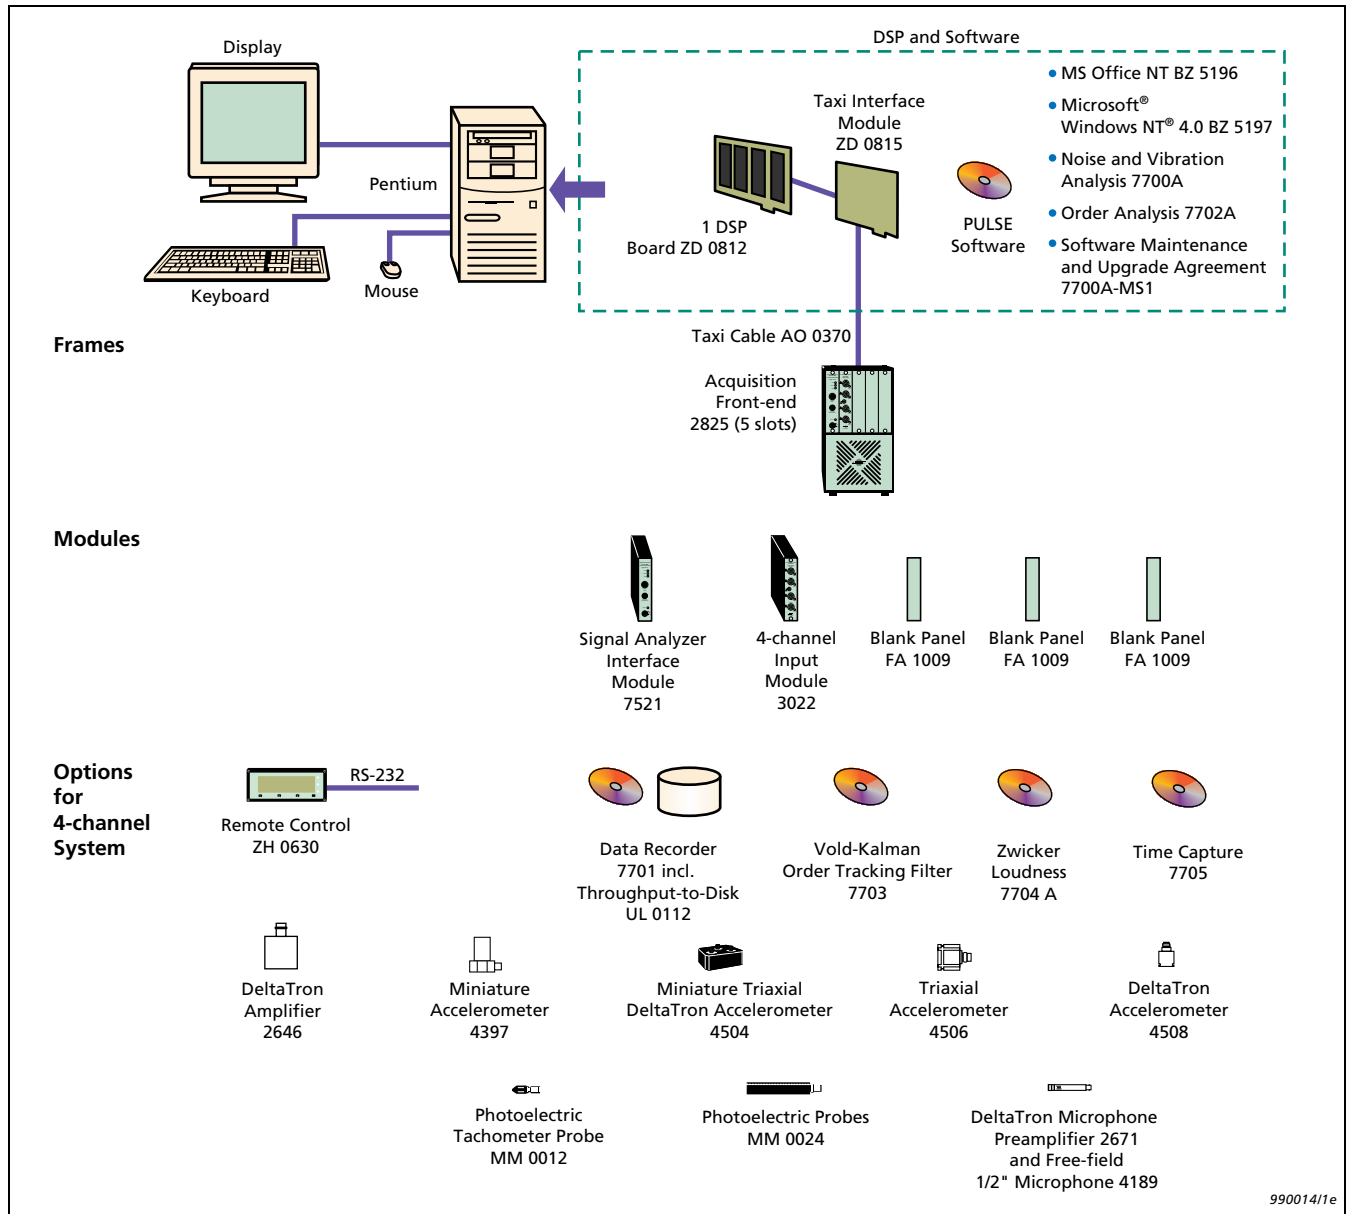 DSP and Software
Display
Pentium
Keyboard
Mouse
Taxi Interface
Module
ZD 0815
1 DSP
Board ZD 0812
PULSE
Software
• MS Office NT BZ 5196
• Microsoft®
Windows NT® 4.0 BZ 5197
• Noise and Vibration
Analysis 7700A
• Order Analysis 7702A
• Software Maintenance
and Upgrade Agreement
7700A-MS1
Taxi Cable AO 0370
Frames
Acquisition
Front-end
2825 (5 slots)
Modules
Signal Analyzer
Interface
Module
7521
4-channel
Input
Module
3022
Blank Panel
FA 1009
Blank Panel
FA 1009
Blank Panel
FA 1009
Options
for
4-channel
System
RS-232
Remote Control
ZH 0630
Data Recorder
7701 incl.
Throughput-to-Disk
UL 0112
Vold-Kalman
Order Tracking Filter
7703
Zwicker
Loudness
7704 A
Time Capture
7705
DeltaTron
Amplifier
2646
Miniature
Accelerometer
4397
Miniature Triaxial
DeltaTron Accelerometer
4504
Triaxial
Accelerometer
4506
DeltaTron
Accelerometer
4508
Photoelectric
Tachometer Probe
MM 0012
Photoelectric Probes
MM 0024
DeltaTron Microphone
Preamplifier 2671
and Free-field
1/2" Microphone 4189
990014/1e